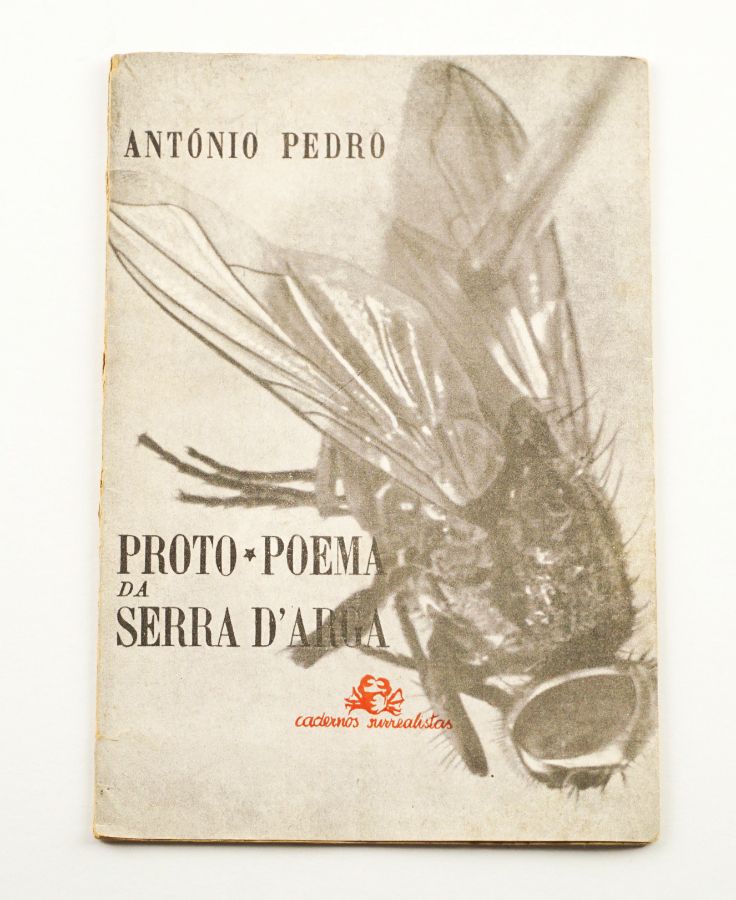 ANTÓNIO PEDRO
PROTO★POEMA
DA
SERRA D'ARGA
cadernos surrealistas